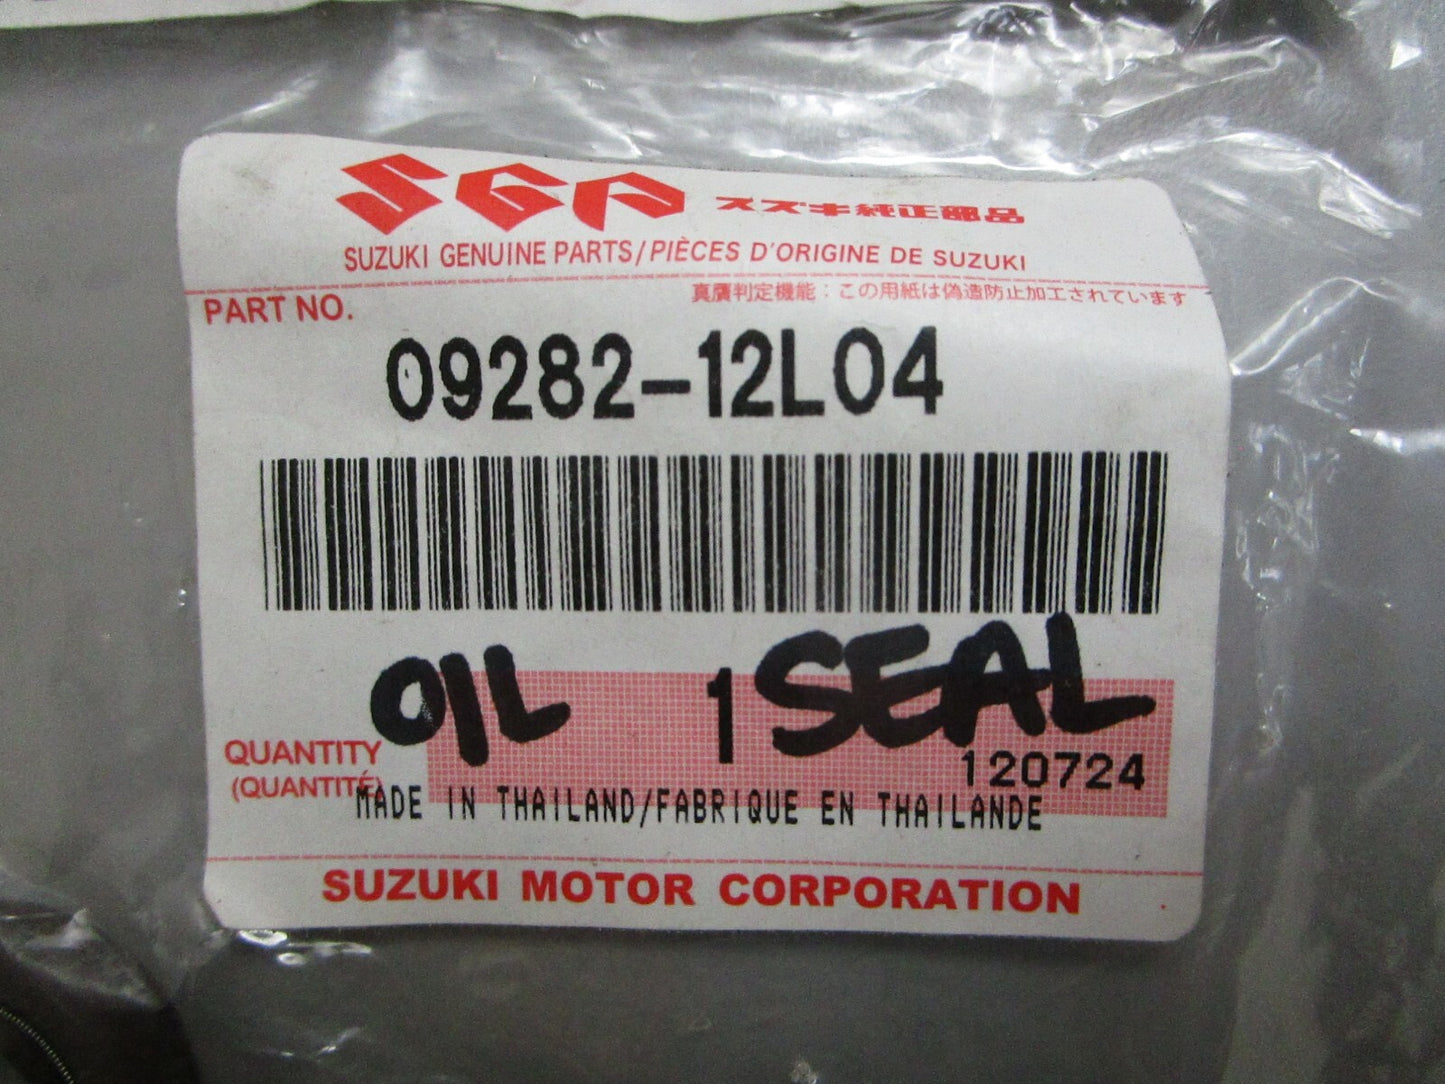 SGP スズキ純正部品
SUZUKI GENUINE PARTS/PIÈCES D'ORIGINE DE SUZUKI
真贋判定機能：この用紙は偽造防止加工されています
PART NO.
09282-12L04
OIL 1 SEAL
QUANTITY
(QUANTITÉ)
120724
MADE IN THAILAND/FABRIQUE EN THAILANDE
SUZUKI MOTOR CORPORATION